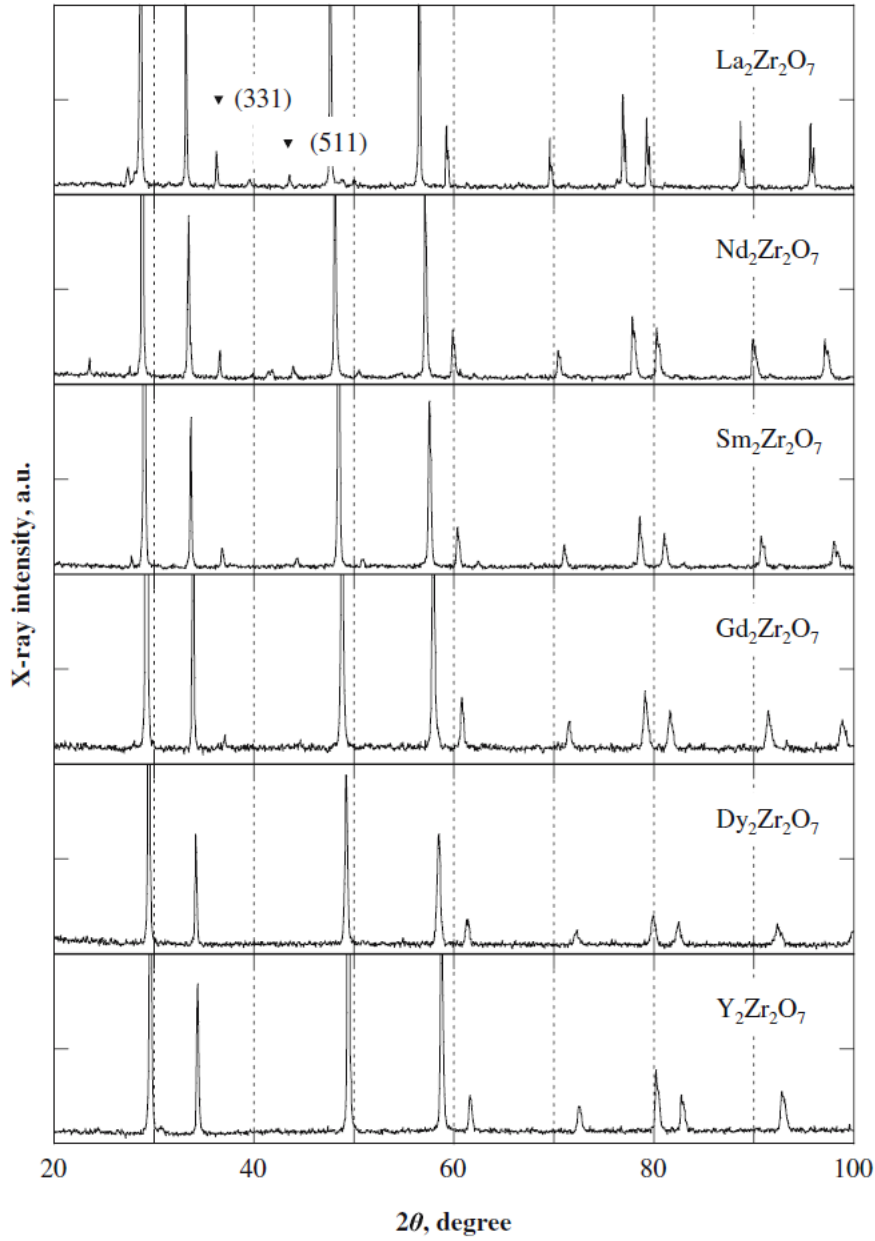 La₂Zr₂O₇
▼ (331)
▼ (511)
Nd₂Zr₂O₇
Sm₂Zr₂O₇
X-ray intensity, a.u.
Gd₂Zr₂O₇
Dy₂Zr₂O₇
Y₂Zr₂O₇
20 40 60 80 100
2θ, degree